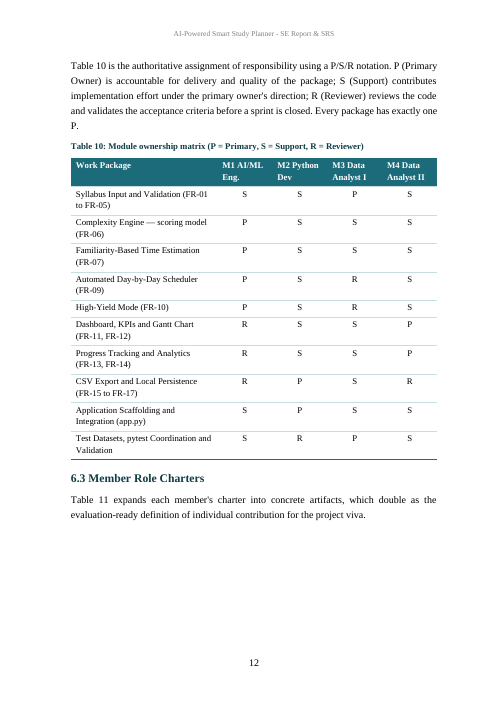 AI-Powered Smart Study Planner - SE Report & SRS
Table 10 is the authoritative assignment of responsibility using a P/S/R notation. P (Primary
Owner) is accountable for delivery and quality of the package; S (Support) contributes
implementation effort under the primary owner's direction; R (Reviewer) reviews the code
and validates the acceptance criteria before a sprint is closed. Every package has exactly one
P.
Table 10: Module ownership matrix (P = Primary, S = Support, R = Reviewer)
Work Package M1 AI/ML Eng. M2 Python Dev M3 Data Analyst I M4 Data Analyst II
Syllabus Input and Validation (FR-01 to FR-05) S S P S
Complexity Engine — scoring model (FR-06) P S S S
Familiarity-Based Time Estimation (FR-07) P S S S
Automated Day-by-Day Scheduler (FR-09) P S R S
High-Yield Mode (FR-10) P S R S
Dashboard, KPIs and Gantt Chart (FR-11, FR-12) R S S P
Progress Tracking and Analytics (FR-13, FR-14) R S S P
CSV Export and Local Persistence (FR-15 to FR-17) R P S R
Application Scaffolding and Integration (app.py) S P S S
Test Datasets, pytest Coordination and Validation S R P S
6.3 Member Role Charters
Table 11 expands each member's charter into concrete artifacts, which double as the
evaluation-ready definition of individual contribution for the project viva.
12